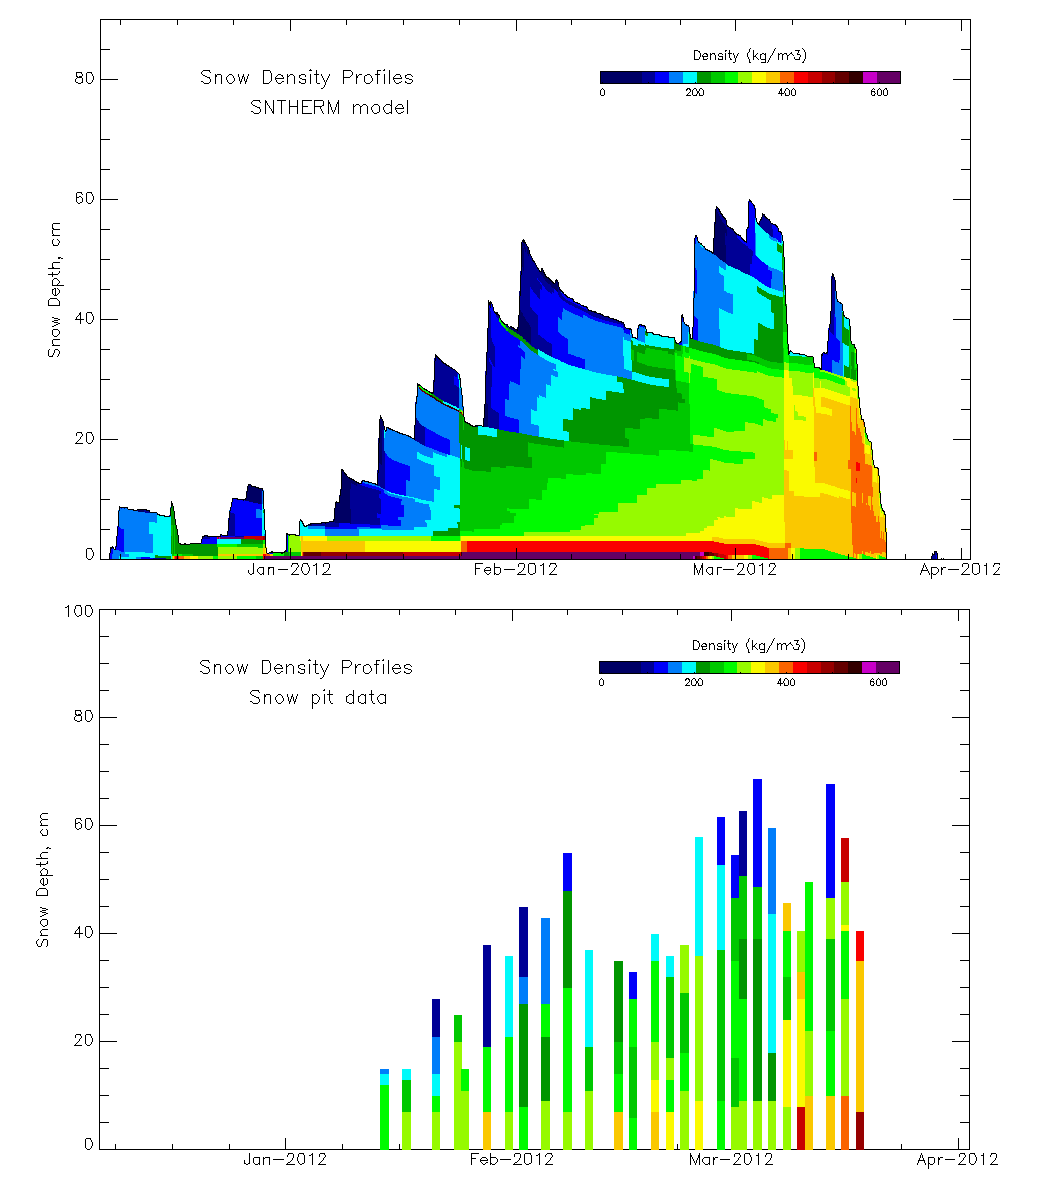 Density (kg/m^3)
Snow Density Profiles
SNTHERM model
0 200 400 600
80
60
40
20
0
Snow Depth, cm
Jan-2012 Feb-2012 Mar-2012 Apr-2012
100
Density (kg/m^3)
Snow Density Profiles
Snow pit data
0 200 400 600
80
60
40
20
0
Snow Depth, cm
Jan-2012 Feb-2012 Mar-2012 Apr-2012